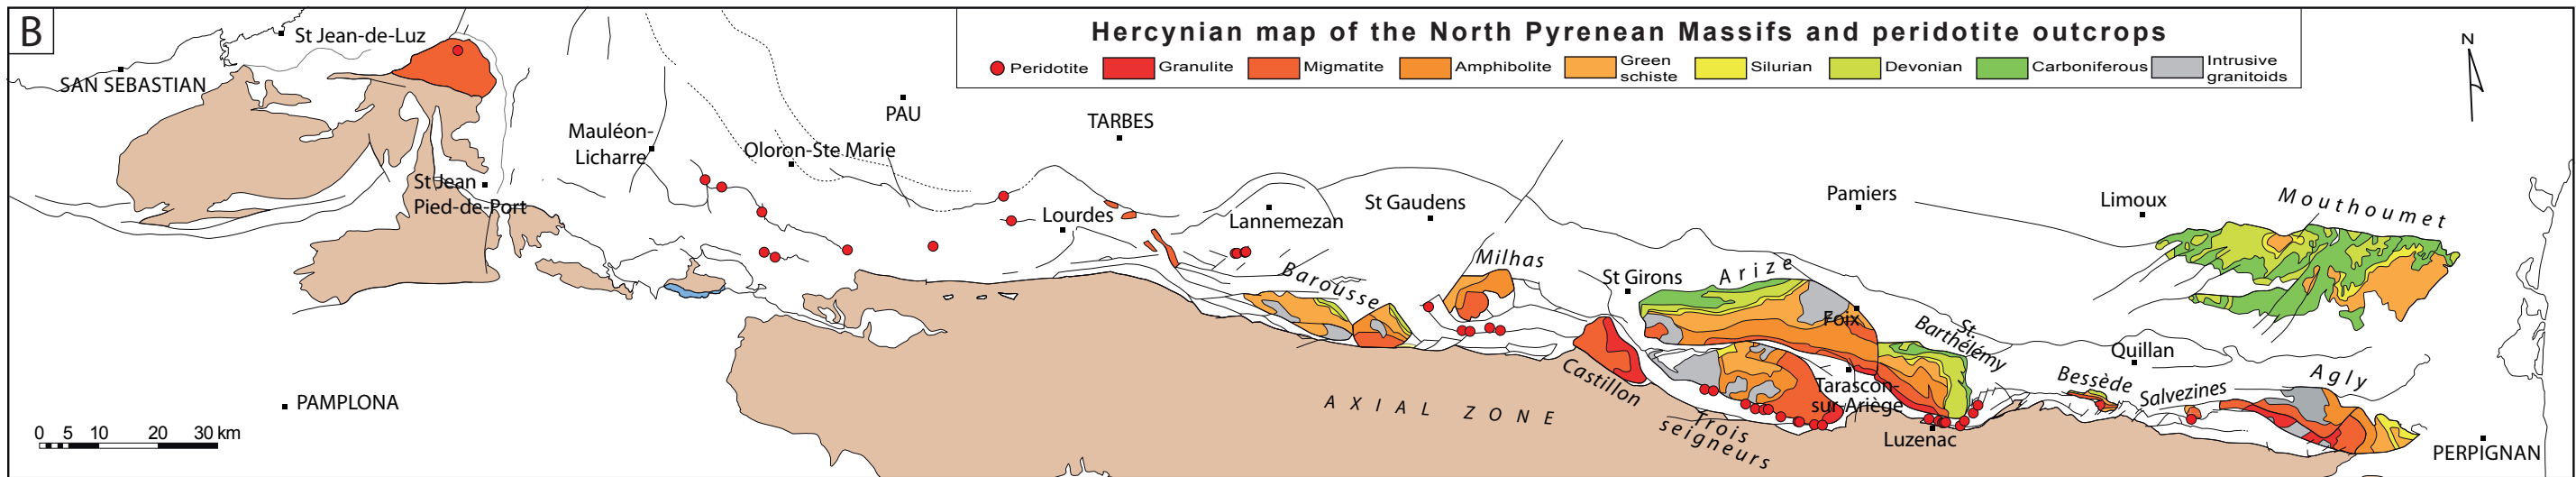 B
Hercynian map of the North Pyrenean Massifs and peridotite outcrops
Peridotite
Granulite
Migmatite
Amphibolite
Green
schiste
Silurian
Devonian
Carboniferous
Intrusive
granitoids
N
St Jean-de-Luz
SAN SEBASTIAN
PAU
TARBES
Mauléon-
Licharre
Oloron-Ste Marie
St Jean
Pied-de-Port
Lourdes
Lannemezan
St Gaudens
Pamiers
Limoux
Mouthoumet
Milhas
Barousse
St Girons
Arize
Foix
St.
Barthélémy
Quillan
Castillon
Tarascon-
sur-Ariège
Bessède
Salvezines
Agly
AXIAL ZONE
Trois
seigneurs
Luzenac
PERPIGNAN
PAMPLONA
0 5 10 20 30 km